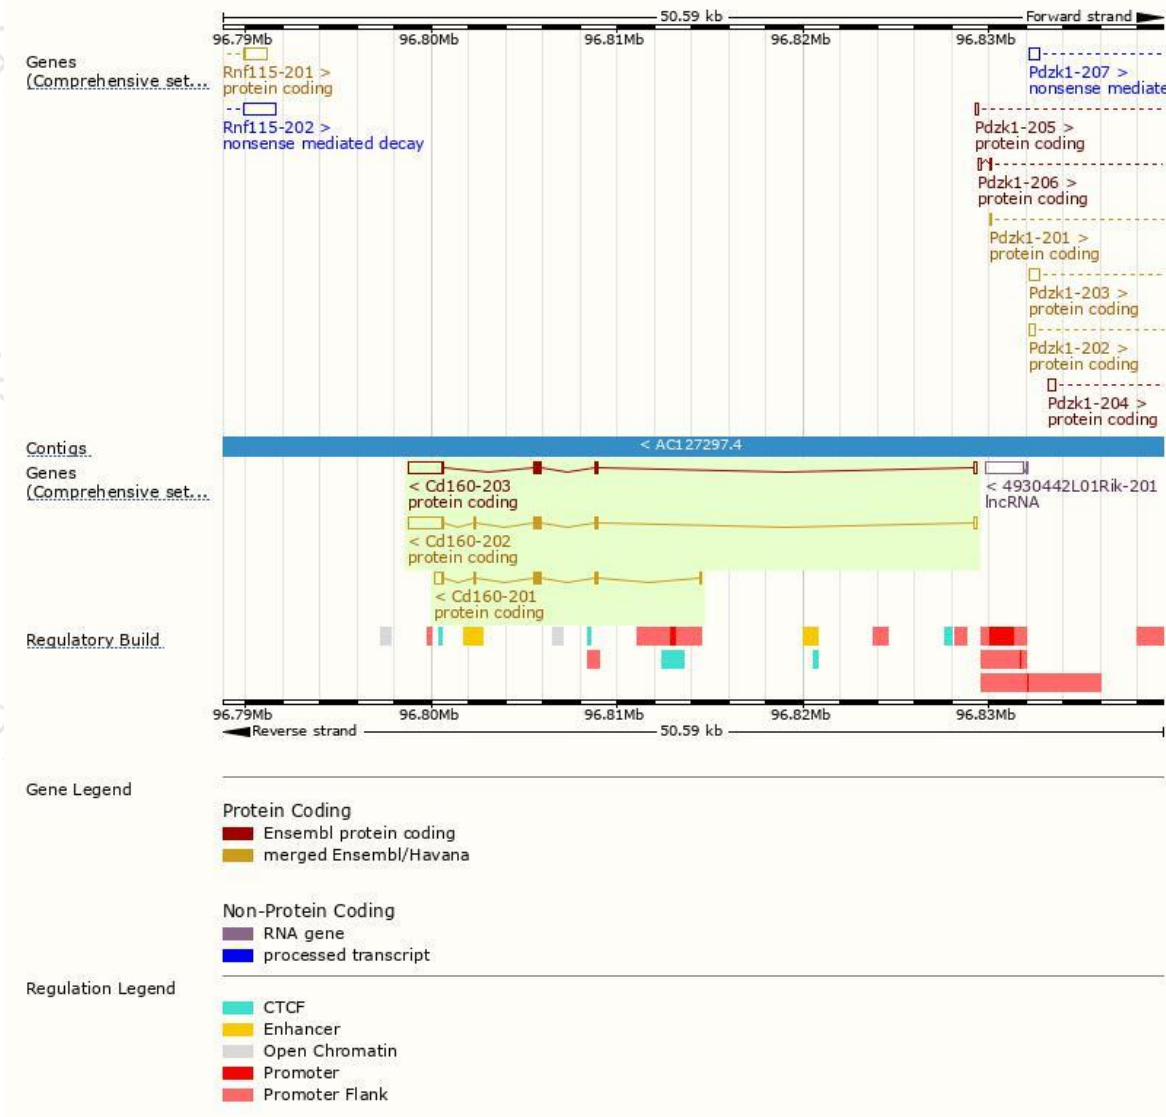 50.59 kb Forward strand
96.79Mb 96.80Mb 96.81Mb 96.82Mb 96.83Mb
Genes
(Comprehensive set...
Rnf115-201 >
protein coding
Rnf115-202 >
nonsense mediated decay
Pdzk1-207 >
nonsense mediate
Pdzk1-205 >
protein coding
Pdzk1-206 >
protein coding
Pdzk1-201 >
protein coding
Pdzk1-203 >
protein coding
Pdzk1-202 >
protein coding
Pdzk1-204 >
protein coding
Contigs
< AC127297.4
Genes
(Comprehensive set...
< Cd160-203
protein coding
< 4930442L01Rik-201
lncRNA
< Cd160-202
protein coding
< Cd160-201
protein coding
Regulatory Build
96.79Mb 96.80Mb 96.81Mb 96.82Mb 96.83Mb
Reverse strand 50.59 kb
Gene Legend
Protein Coding
Ensembl protein coding
merged Ensembl/Havana
Non-Protein Coding
RNA gene
processed transcript
Regulation Legend
CTCF
Enhancer
Open Chromatin
Promoter
Promoter Flank